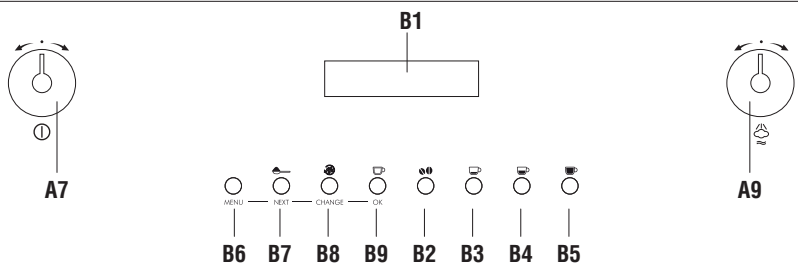 B1
A7
A9
MENU NEXT CHANGE OK
B6 B7 B8 B9 B2 B3 B4 B5